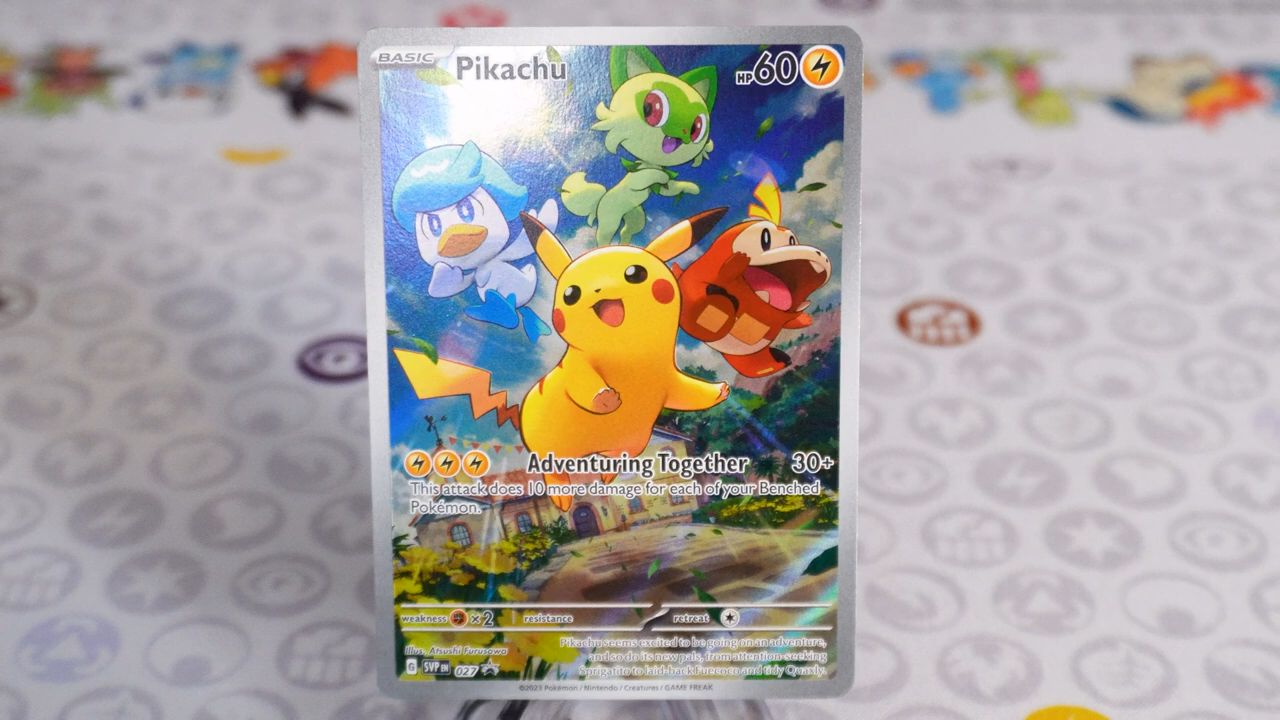 BASIC Pikachu HP60
Adventuring Together 30+
This attack does 10 more damage for each of your Benched
Pokémon.
weakness ×2 resistance retreat
Illus. Atsushi Furusawa
Pikachu seems excited to be going on an adventure,
and so do its new pals, from attention-seeking
Sprigatito to laid-back Fuecoco and tidy Quaxly.
G SVP EN 027
©2023 Pokémon / Nintendo / Creatures / GAME FREAK